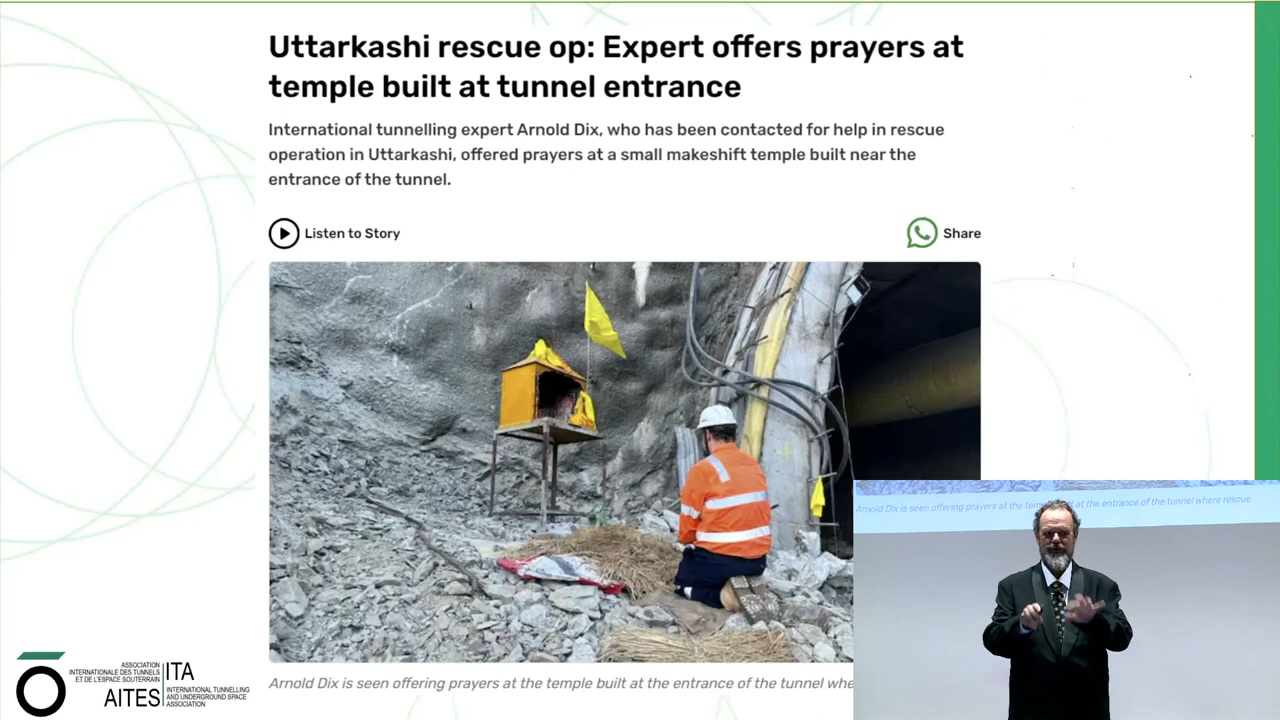 Uttarkashi rescue op: Expert offers prayers at
temple built at tunnel entrance
International tunnelling expert Arnold Dix, who has been contacted for help in rescue
operation in Uttarkashi, offered prayers at a small makeshift temple built near the
entrance of the tunnel.
Listen to Story
Share
Arnold Dix is seen offering prayers at the temple built at the entrance of the tunnel whe
Arnold Dix is seen offering prayers at the tem t at the entrance of the tunnel where rescue
ASSOCIATION
INTERNATIONALE DES TUNNELS
ET DE L'ESPACE SOUTERRAIN
AITES
ITA
INTERNATIONAL TUNNELLING
AND UNDERGROUND SPACE
ASSOCIATION